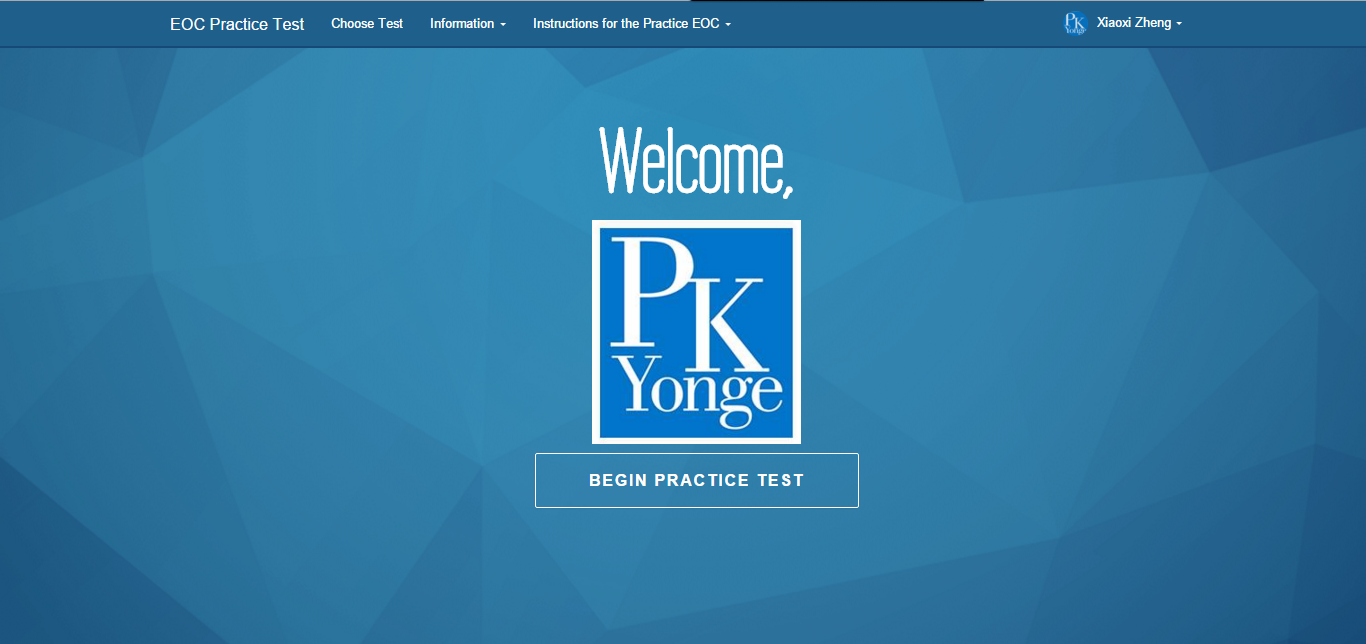 EOC Practice Test Choose Test Information Instructions for the Practice EOC PK Yonge Xiaoxi Zheng
Welcome,
PK
Yonge
BEGIN PRACTICE TEST